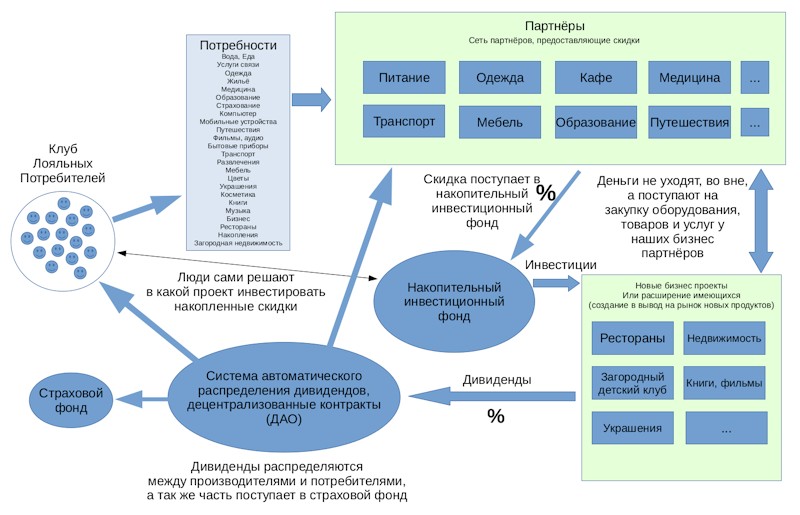 Партнёры
Сеть партнёров, предоставляющие скидки
Питание
Одежда
Кафе
Медицина
...
Транспорт
Мебель
Образование
Путешествия
...
Потребности
Вода, Еда
Услуги связи
Одежда
Жильё
Медицина
Образование
Страхование
Компьютер
Мобильные устройства
Путешествия
Фильмы, аудио
Бытовые приборы
Транспорт
Развлечения
Мебель
Цветы
Украшения
Косметика
Книги
Музыка
Бизнес
Рестораны
Накопления
Загородная недвижимость
Клуб
Лояльных
Потребителей
Скидка поступает в
накопительный
инвестиционный
фонд
%
Деньги не уходят, во вне,
а поступают на
закупку оборудования,
товаров и услуг у
наших бизнес
партнёров
Люди сами решают
в какой проект инвестировать
накопленные скидки
Накопительный
инвестиционный
фонд
Инвестиции
Новые бизнес проекты
Или расширение имеющихся
(создание в вывод на рынок новых продуктов)
Рестораны
Недвижимость
Загородный
детский клуб
Книги, фильмы
Украшения
...
Дивиденды
%
Система автоматического
распределения дивидендов,
децентрализованные контракты
(ДАО)
Страховой
фонд
Дивиденды распределяются
между производителями и потребителями,
а так же часть поступает в страховой фонд